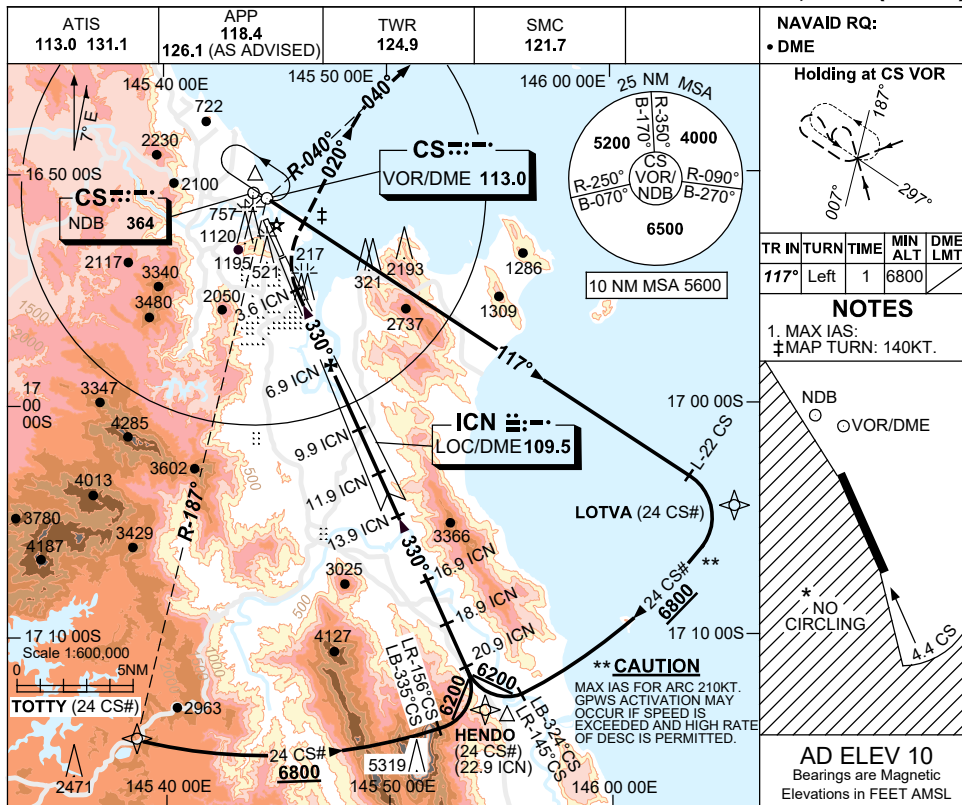 ATIS
113.0 131.1
APP
118.4
126.1 (AS ADVISED)
TWR
124.9
SMC
121.7
NAVAID RQ:
• DME
145 40 00E
145 50 00E
146 00 00E
7° E
722
2230
2100
16 50 00S
CS
NDB 364
CS
VOR/DME 113.0
R-040°
040°
020°
‡
25 NM MSA
5200
B-170°
R-350°
4000
CS
VOR/
NDB
R-250°
B-070°
R-090°
B-270°
6500
10 NM MSA 5600
Holding at CS VOR
187°
007°
297°
TR IN
TURN
TIME
MIN ALT
DME LMT
117°
Left
1
6800
NOTES
1. MAX IAS:
‡MAP TURN: 140KT.
757
1120
1195
521
217
2117
3340
3480
2050
3.6 ICN
321
2193
2737
1286
1309
1500
330°
117°
6.9 ICN
17
00
00S
17 00 00S
3347
4285
9.9 ICN
ICN
LOC/DME 109.5
L-22 CS
500
3602
11.9 ICN
4013
3780
R-187°
3429
4187
13.9 ICN
LOTVA (24 CS#)
3366
330°
16.9 ICN
**
24 CS#
6800
1000
500
3025
18.9 ICN
17 10 00S
17 10 00S
Scale 1:600,000
0
5NM
4127
20.9 ICN
TOTTY (24 CS#)
LR-156°CS
LB-335°CS
6200
6200
LB-324°CS
LR-145°CS
**CAUTION
MAX IAS FOR ARC 210KT.
GPWS ACTIVATION MAY
OCCUR IF SPEED IS
EXCEEDED AND HIGH RATE
OF DESC IS PERMITTED.
1000
2963
HENDO
(24 CS#)
(22.9 ICN)
24 CS#
6800
5319
2471
145 40 00E
145 50 00E
146 00 00E
NDB
VOR/DME
* NO
CIRCLING
4.4 CS
AD ELEV 10
Bearings are Magnetic
Elevations in FEET AMSL